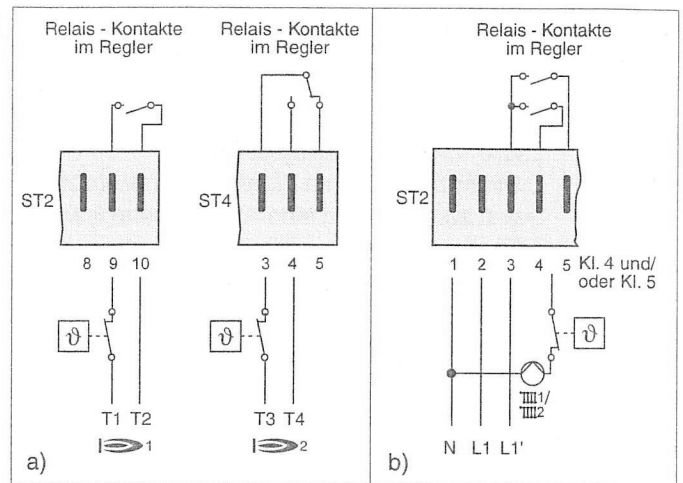 Relais - Kontakte
im Regler
Relais - Kontakte
im Regler
ST2
ST4
8 9 10
3 4 5
ϑ
ϑ
T1 T2
T3 T4
1
2
a)
Relais - Kontakte
im Regler
ST2
1 2 3 4 5 Kl. 4 und/
oder Kl. 5
ϑ
1/
2
N L1 L1'
b)